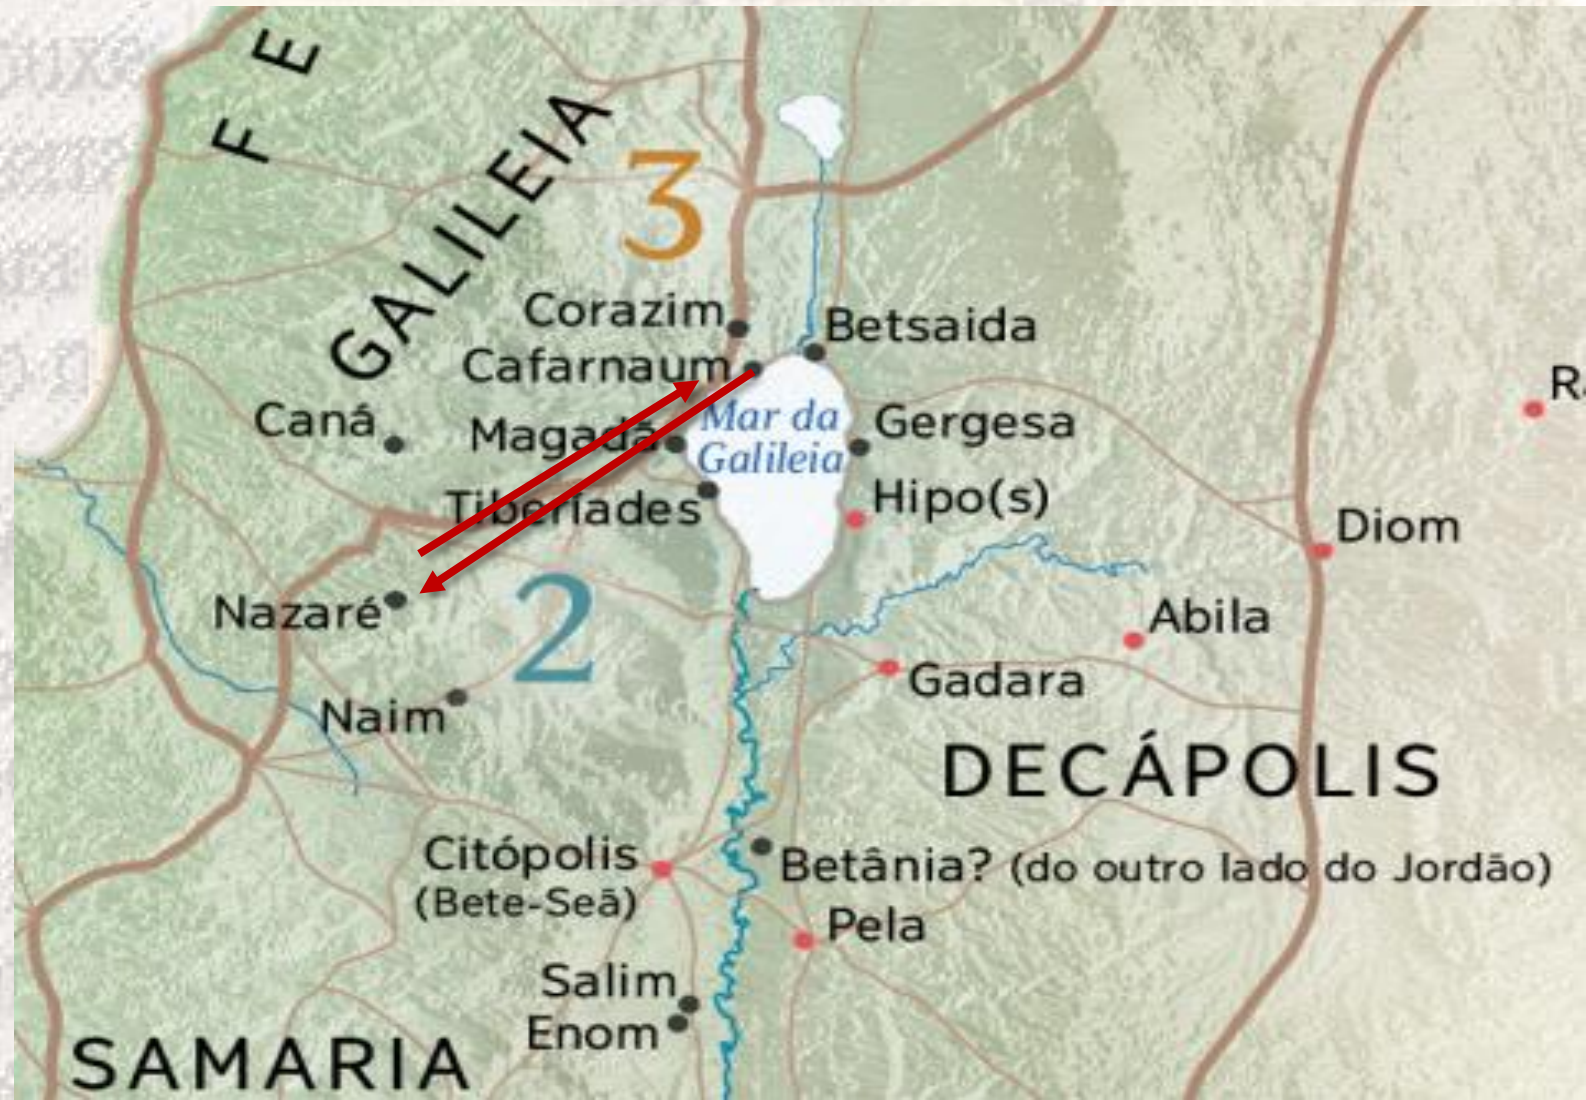 F E
GALILEIA
3
Corazim
Betsaida
Cafarnaum
Caná
Magadã
Mar da
Galileia
Gergesa
Tiberíades
Hipo(s)
Diom
Nazaré
2
Abila
Gadara
Naim
DECÁPOLIS
Citópolis
(Bete-Seã)
Betânia? (do outro lado do Jordão)
Pela
Salim
Enom
SAMARIA